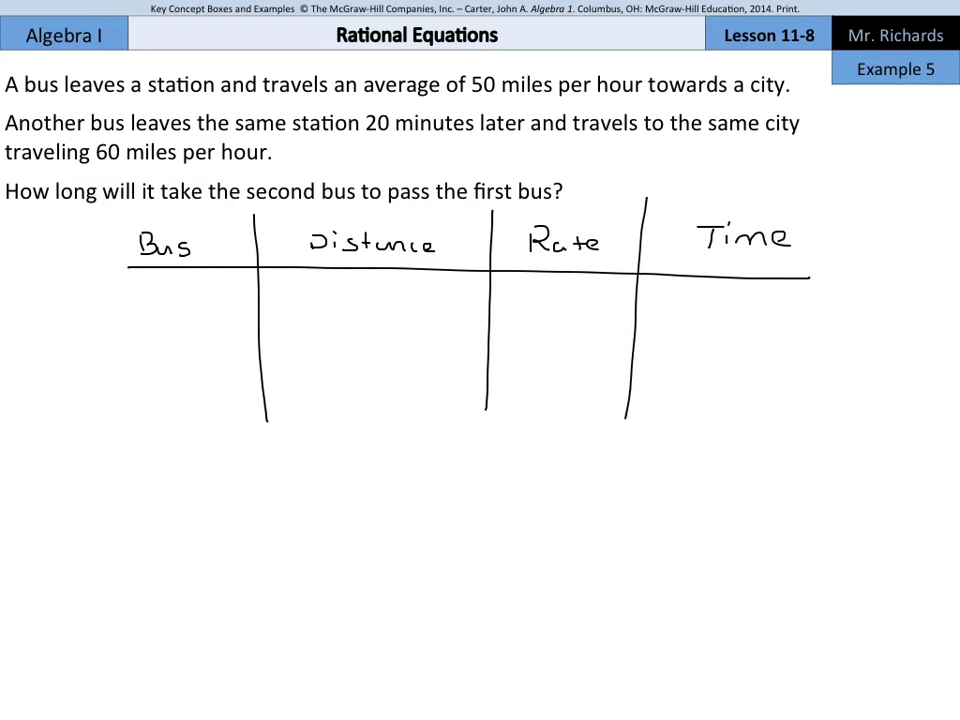 Key Concept Boxes and Examples © The McGraw-Hill Companies, Inc. – Carter, John A. Algebra 1. Columbus, OH: McGraw-Hill Education, 2014. Print.
Algebra I Rational Equations Lesson 11-8 Mr. Richards
Example 5
A bus leaves a station and travels an average of 50 miles per hour towards a city.
Another bus leaves the same station 20 minutes later and travels to the same city
traveling 60 miles per hour.
How long will it take the second bus to pass the first bus?
Bus Distance Rate Time